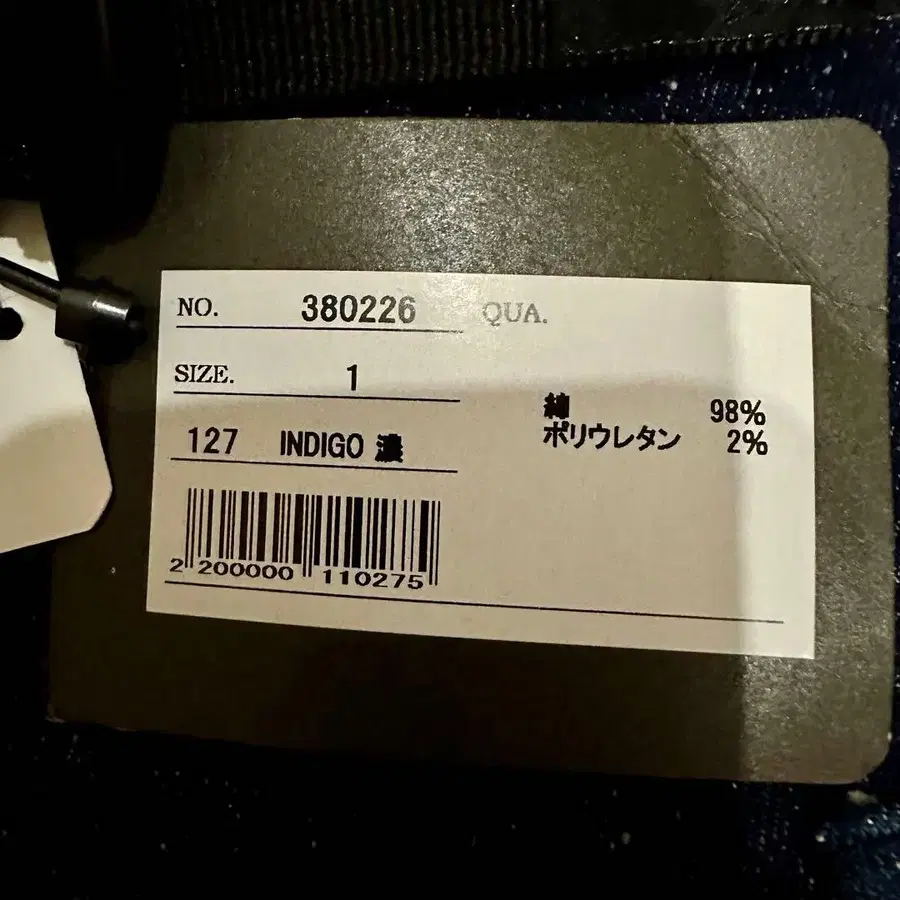 NO. 380226 QUA.
SIZE. 1
127 INDIGO 濃
綿 98%
ポリウレタン 2%
2 200000 110275